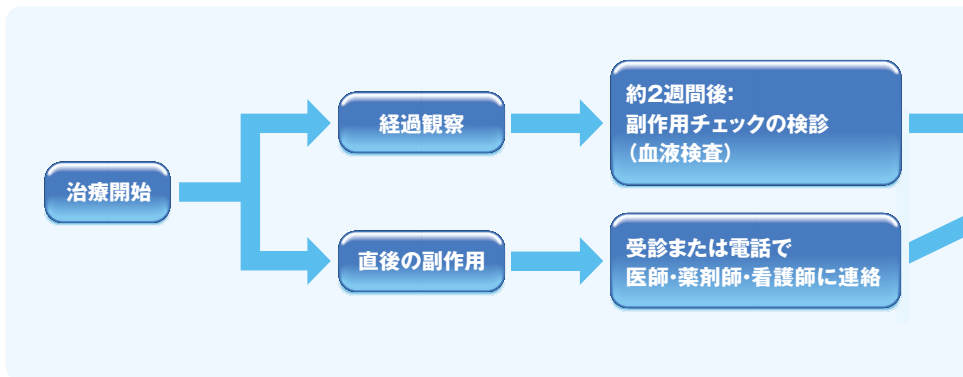 治療開始
経過観察
約2週間後：
副作用チェックの検診
（血液検査）
直後の副作用
受診または電話で
医師・薬剤師・看護師に連絡